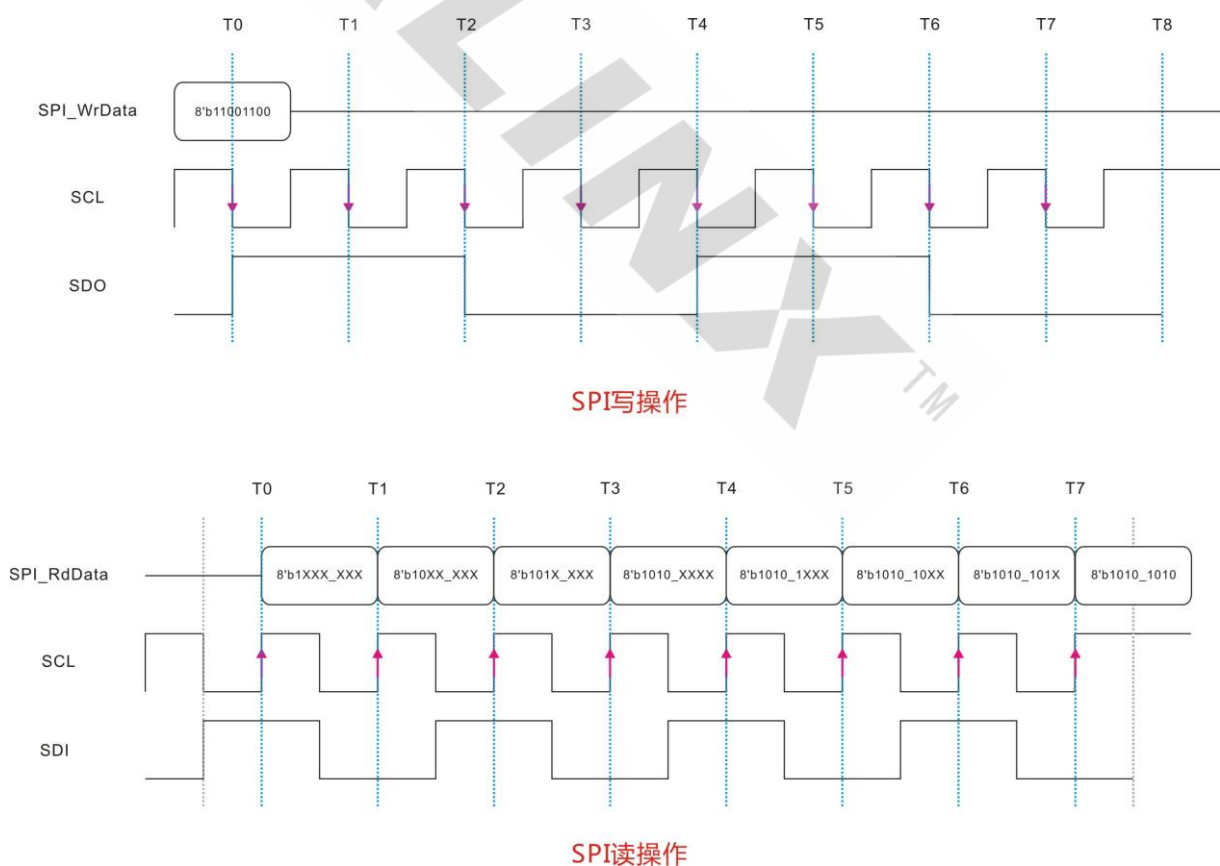 T0 T1 T2 T3 T4 T5 T6 T7 T8
SPI_WrData 8'b11001100
SCL
SDO
LINX™
SPI写操作
T0 T1 T2 T3 T4 T5 T6 T7
SPI_RdData 8'b1XXX_XXX 8'b10XX_XXX 8'b101X_XXX 8'b1010_XXXX 8'b1010_1XXX 8'b1010_10XX 8'b1010_101X 8'b1010_1010
SCL
SDI
SPI读操作